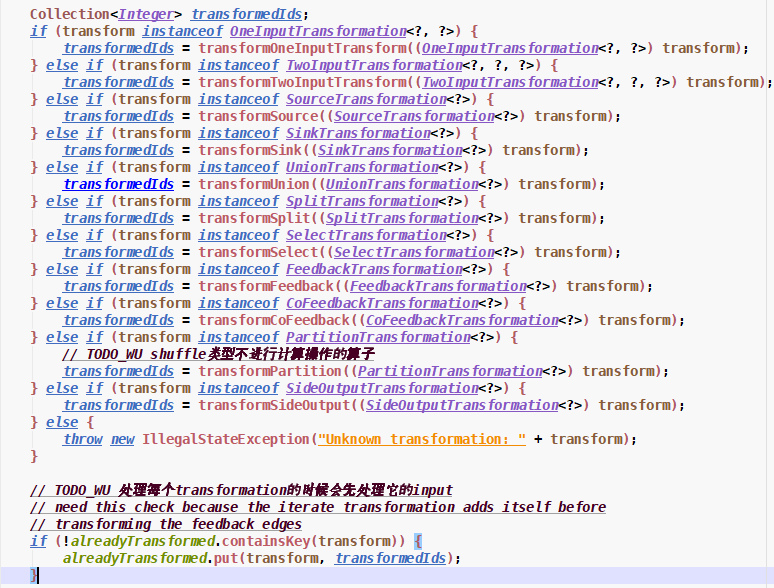 Collection<Integer> transformedIds;
if (transform instanceof OneInputTransformation<?, ?>) {
transformedIds = transformOneInputTransform((OneInputTransformation<?, ?>) transform);
} else if (transform instanceof TwoInputTransformation<?, ?, ?>) {
transformedIds = transformTwoInputTransform((TwoInputTransformation<?, ?, ?>) transform);
} else if (transform instanceof SourceTransformation<?>) {
transformedIds = transformSource((SourceTransformation<?>) transform);
} else if (transform instanceof SinkTransformation<?>) {
transformedIds = transformSink((SinkTransformation<?>) transform);
} else if (transform instanceof UnionTransformation<?>) {
transformedIds = transformUnion((UnionTransformation<?>) transform);
} else if (transform instanceof SplitTransformation<?>) {
transformedIds = transformSplit((SplitTransformation<?>) transform);
} else if (transform instanceof SelectTransformation<?>) {
transformedIds = transformSelect((SelectTransformation<?>) transform);
} else if (transform instanceof FeedbackTransformation<?>) {
transformedIds = transformFeedback((FeedbackTransformation<?>) transform);
} else if (transform instanceof CoFeedbackTransformation<?>) {
transformedIds = transformCoFeedback((CoFeedbackTransformation<?>) transform);
} else if (transform instanceof PartitionTransformation<?>) {
// TODO_WU shuffle类型不进行计算操作的算子
transformedIds = transformPartition((PartitionTransformation<?>) transform);
} else if (transform instanceof SideOutputTransformation<?>) {
transformedIds = transformSideOutput((SideOutputTransformation<?>) transform);
} else {
throw new IllegalStateException("Unknown transformation: " + transform);
}
// TODO_WU 处理每个transformation的时候会先处理它的input
// need this check because the iterate transformation adds itself before
// transforming the feedback edges
if (!alreadyTransformed.containsKey(transform)) {
alreadyTransformed.put(transform, transformedIds);
}